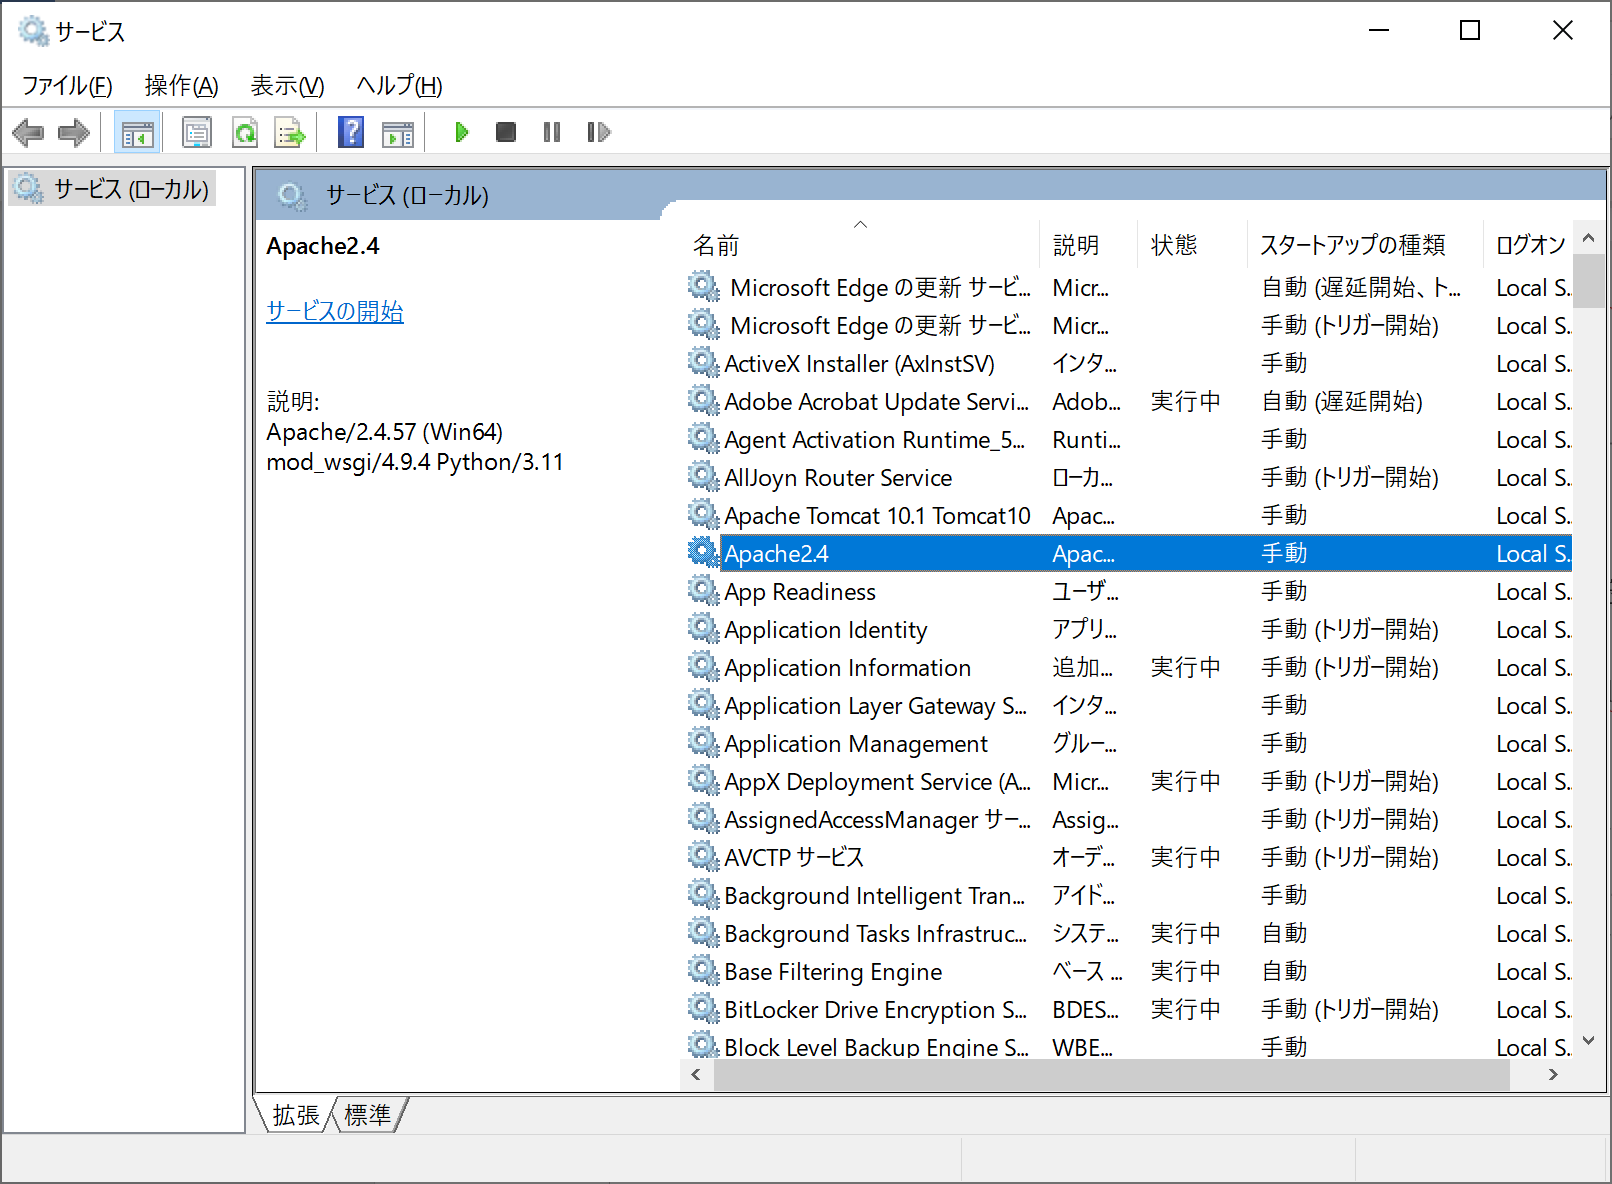 サービス
ファイル(F) 操作(A) 表示(V) ヘルプ(H)
サービス (ローカル)
サービス (ローカル)
Apache2.4
サービスの開始
説明:
Apache/2.4.57 (Win64)
mod_wsgi/4.9.4 Python/3.11
名前 説明 状態 スタートアップの種類 ログオン
Microsoft Edge の更新 サービ... Micr... 自動 (遅延開始、ト... Local S..
Microsoft Edge の更新 サービ... Micr... 手動 (トリガー開始) Local S..
ActiveX Installer (AxInstSV) インタ... 手動 Local S..
Adobe Acrobat Update Servi... Adob... 実行中 自動 (遅延開始) Local S..
Agent Activation Runtime_5... Runti... 手動 Local S..
AllJoyn Router Service ローカ... 手動 (トリガー開始) Local S..
Apache Tomcat 10.1 Tomcat10 Apac... 手動 Local S..
Apache2.4 Apac... 手動 Local S..
App Readiness ユーザ... 手動 Local S..
Application Identity アプリ... 手動 (トリガー開始) Local S..
Application Information 追加... 実行中 手動 (トリガー開始) Local S..
Application Layer Gateway S... インタ... 手動 Local S..
Application Management グルー... 手動 Local S..
AppX Deployment Service (A... Micr... 実行中 手動 (トリガー開始) Local S..
AssignedAccessManager サー... Assig... 手動 (トリガー開始) Local S..
AVCTP サービス オーデ... 実行中 手動 (トリガー開始) Local S..
Background Intelligent Tran... アイド... 手動 Local S..
Background Tasks Infrastruc... システ... 実行中 自動 Local S..
Base Filtering Engine ベース ... 実行中 自動 Local S..
BitLocker Drive Encryption S... BDES... 実行中 手動 (トリガー開始) Local S..
Block Level Backup Engine S... WBE... 手動 Local S..
拡張 標準